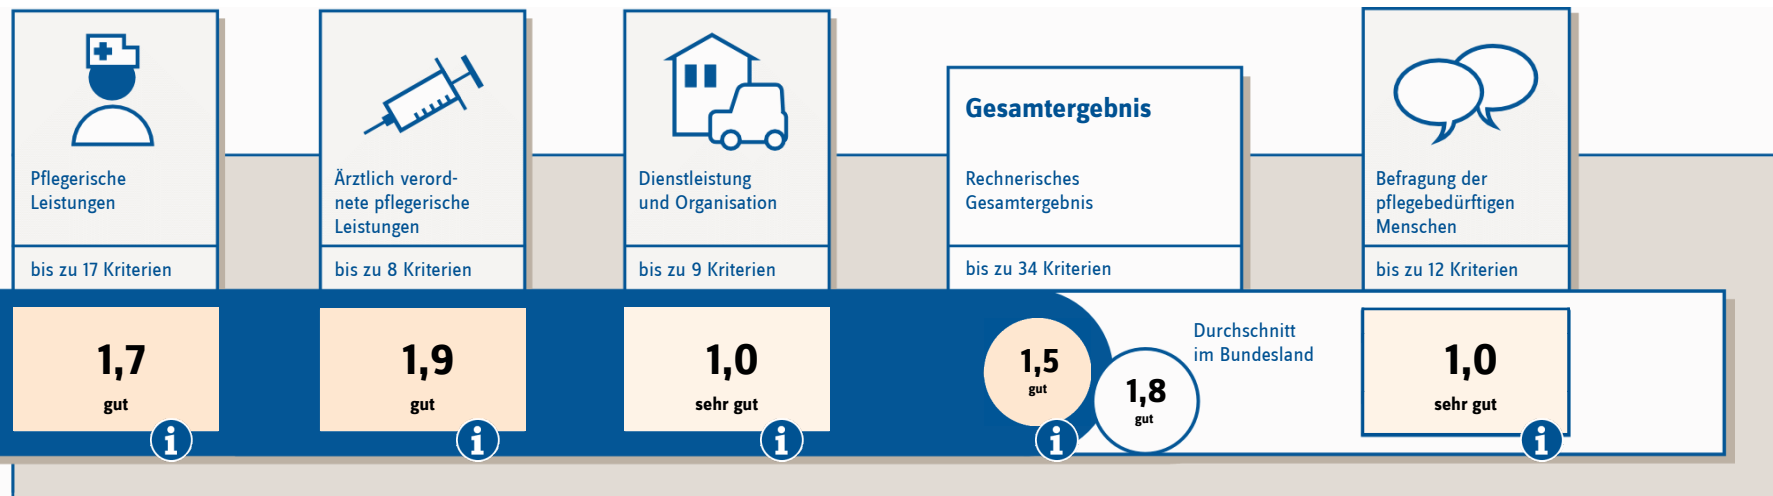 Pflegerische
Leistungen
bis zu 17 Kriterien
1,7
gut
i
Ärztlich verord-
nete pflegerische
Leistungen
bis zu 8 Kriterien
1,9
gut
i
Dienstleistung
und Organisation
bis zu 9 Kriterien
1,0
sehr gut
i
Gesamtergebnis
Rechnerisches
Gesamtergebnis
bis zu 34 Kriterien
1,5
gut
i
1,8
gut
Durchschnitt
im Bundesland
Befragung der
pflegebedürftigen
Menschen
bis zu 12 Kriterien
1,0
sehr gut
i